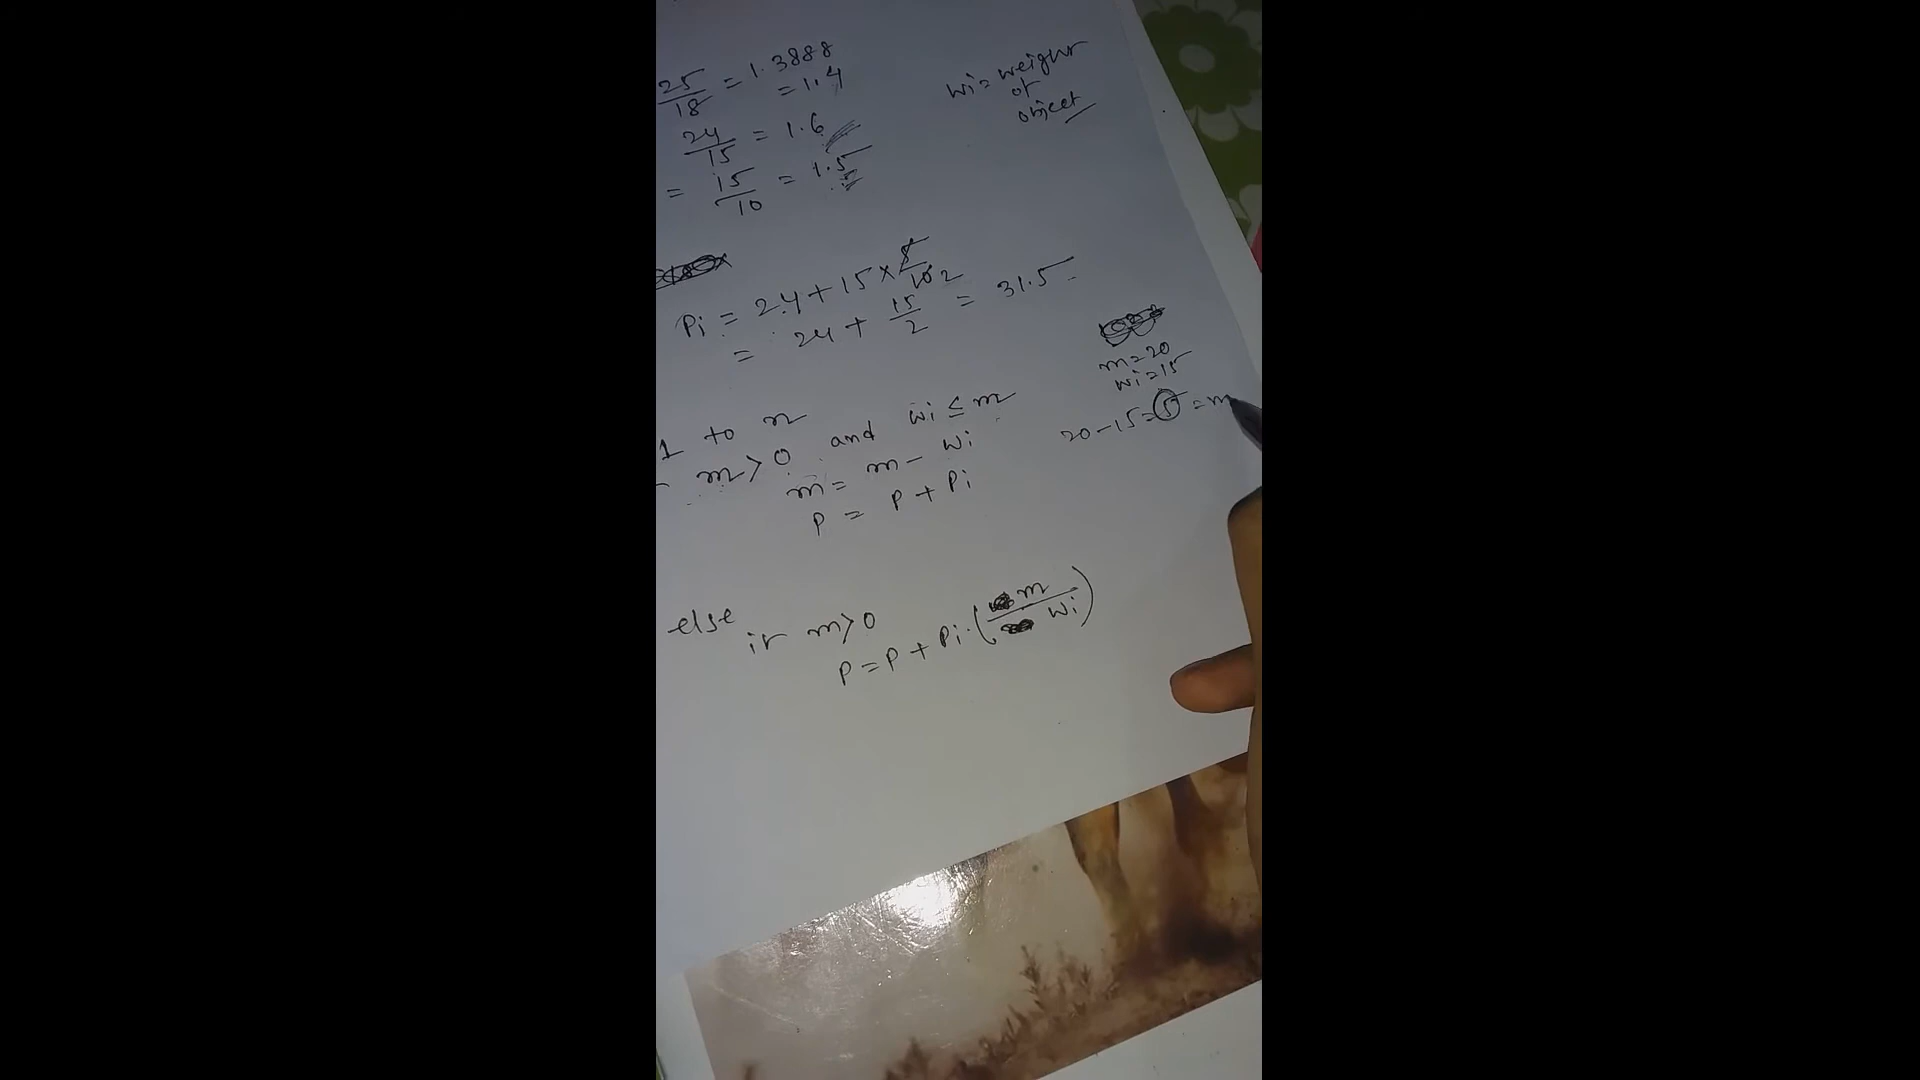 25/18 = 1.3888
= 1.4
24/15 = 1.6
= 15/10 = 1.5
wi = weight
of
object
Pi = 24 + 15 × 5/10 2
= 24 + 15/2 = 31.5
m = 20
wi = 15
20 - 15 = 5 = m
1 to n
m > 0 and wi ≤ m
m = m - wi
P = P + Pi
else
if m > 0
P = P + Pi · (m/wi)